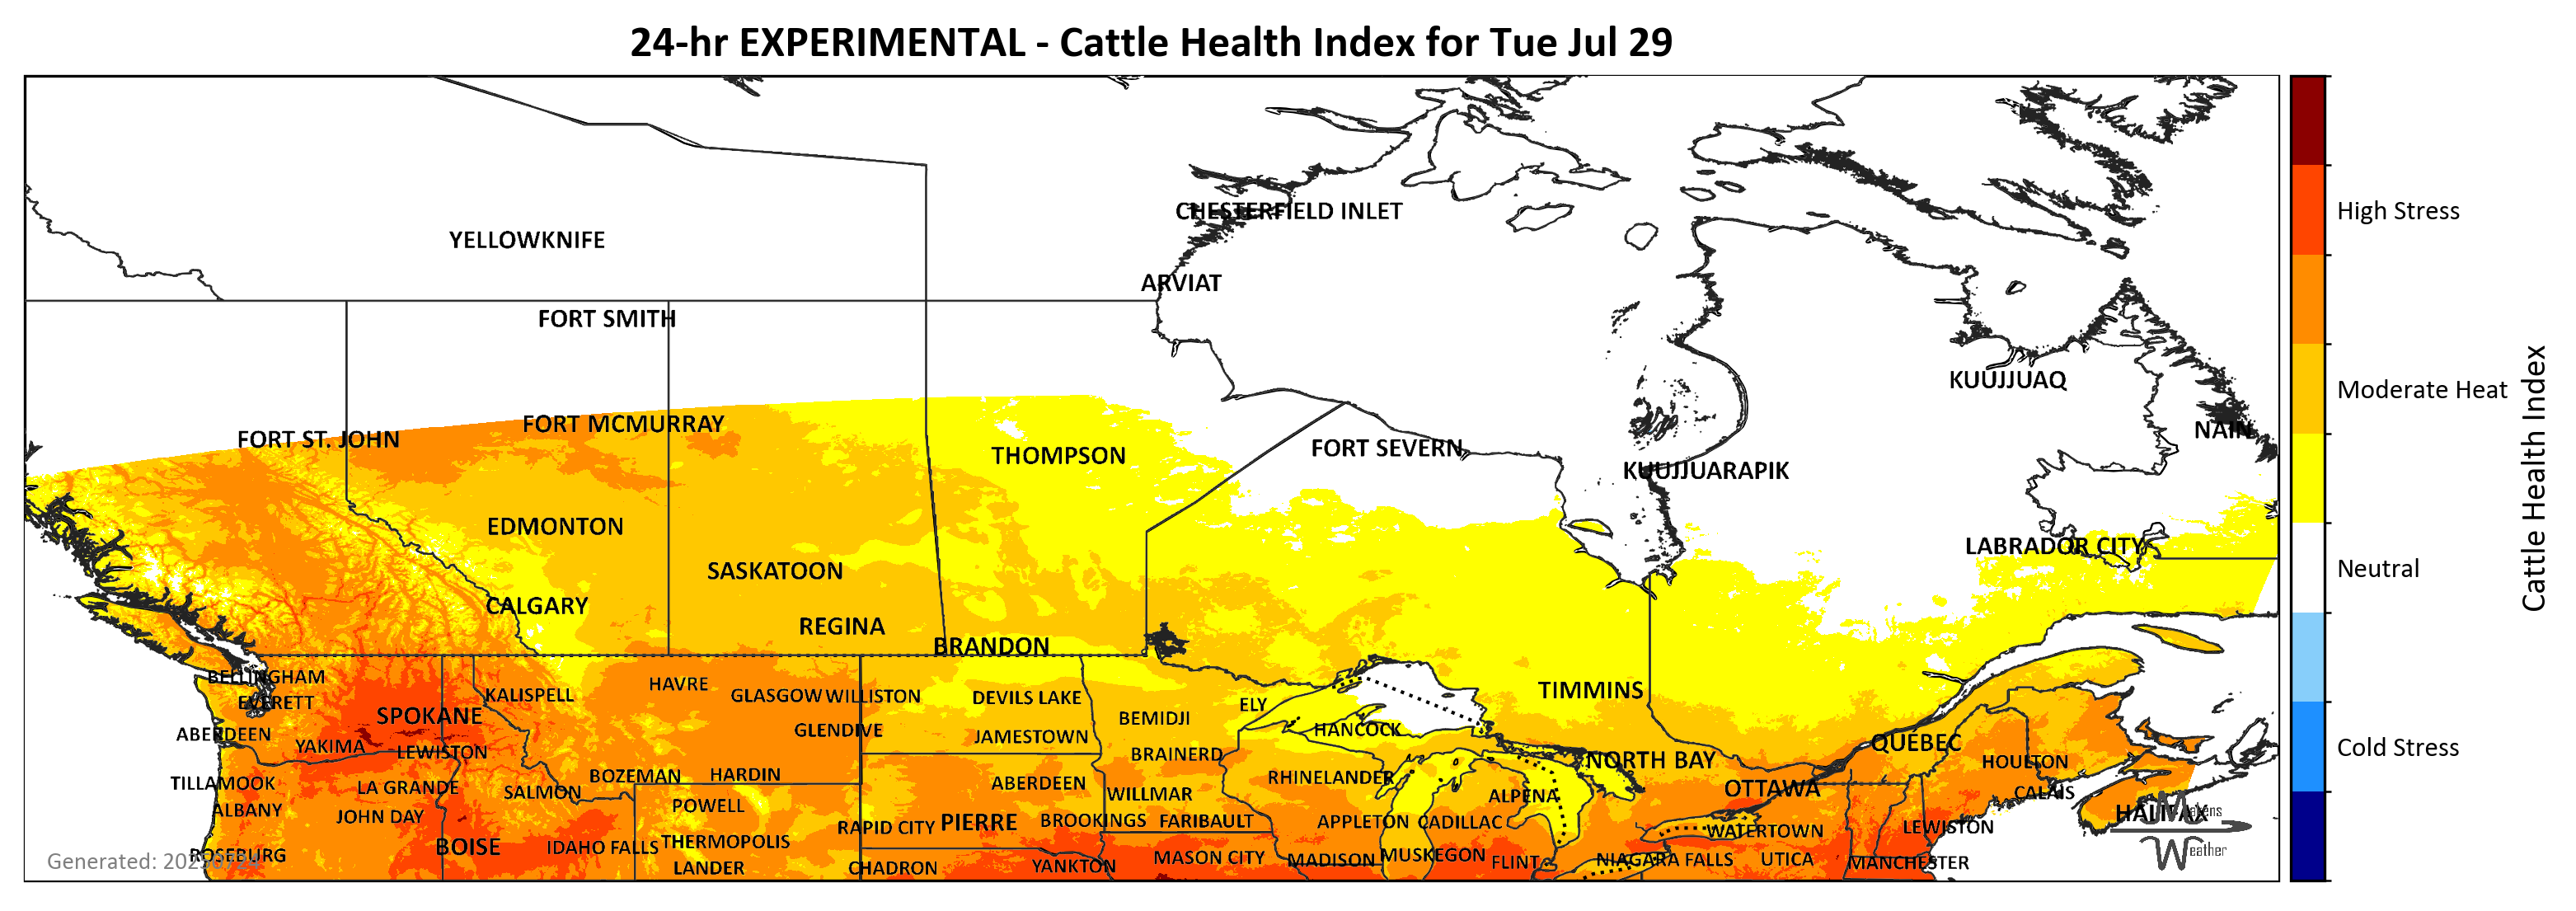 24-hr EXPERIMENTAL - Cattle Health Index for Tue Jul 29
CHESTERFIELD INLET
High Stress
YELLOWKNIFE
ARVIAT
FORT SMITH
KUUJJUAQ
Moderate Heat
FORT MCMURRAY
NAIN
FORT ST. JOHN
FORT SEVERN
THOMPSON
KUUJJUARAPIK
Cattle Health Index
EDMONTON
LABRADOR CITY
SASKATOON
Neutral
CALGARY
REGINA
BRANDON
BELLINGHAM
HAVRE
TIMMINS
KALISPELL
GLASGOW
WILLISTON
DEVILS LAKE
EVERETT
ELY
SPOKANE
BEMIDJI
HANCOCK
GLENDIVE
ABERDEEN
JAMESTOWN
QUEBEC
YAKIMA
LEWISTON
BRAINERD
Cold Stress
NORTH BAY
HOULTON
BOZEMAN
HARDIN
RHINELANDER
TILLAMOOK
LA GRANDE
ABERDEEN
OTTAWA
SALMON
WILLMAR
ALPENA
CALAIS
POWELL
ALBANY
HALIFAX
Makens
JOHN DAY
BROOKINGS
FARIBAULT
APPLETON
CADILLAC
RAPID CITY
PIERRE
WATERTOWN
LEWISTON
THERMOPOLIS
BOISE
IDAHO FALLS
Weather
ROSEBURG
MASON CITY
MADISON
MUSKEGON
NIAGARA FALLS
UTICA
Generated:
FLINT
MANCHESTER
LANDER
CHADRON
YANKTON